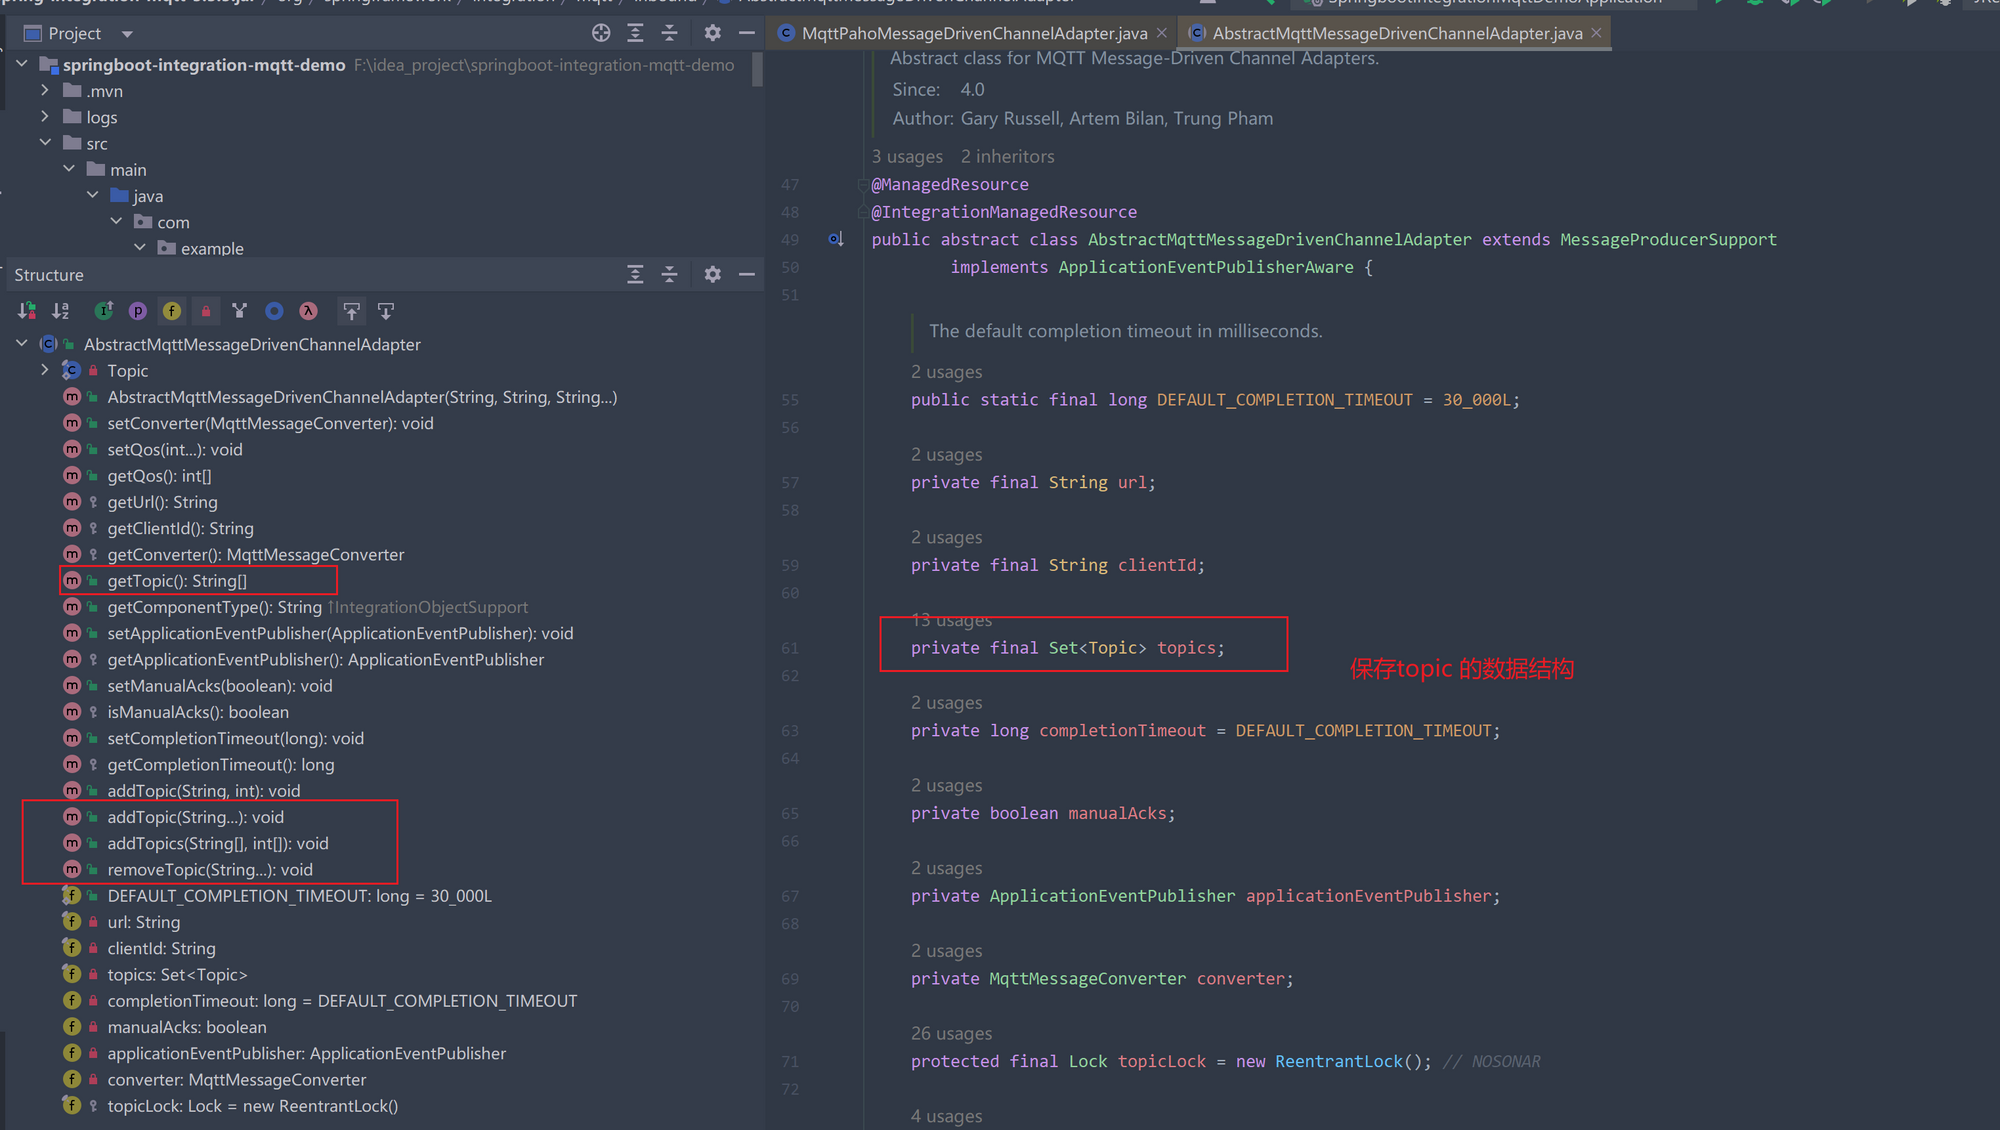 Project
springboot-integration-mqtt-demo F:\idea_project\springboot-integration-mqtt-demo
.mvn
logs
src
main
java
com
example
Structure
AbstractMqttMessageDrivenChannelAdapter
Topic
AbstractMqttMessageDrivenChannelAdapter(String, String, String...)
setConverter(MqttMessageConverter): void
setQos(int...): void
getQos(): int[]
getUrl(): String
getClientId(): String
getConverter(): MqttMessageConverter
getTopic(): String[]
getComponentType(): String ↑IntegrationObjectSupport
setApplicationEventPublisher(ApplicationEventPublisher): void
getApplicationEventPublisher(): ApplicationEventPublisher
setManualAcks(boolean): void
isManualAcks(): boolean
setCompletionTimeout(long): void
getCompletionTimeout(): long
addTopic(String, int): void
addTopic(String...): void
addTopics(String[], int[]): void
removeTopic(String...): void
DEFAULT_COMPLETION_TIMEOUT: long = 30_000L
url: String
clientId: String
topics: Set<Topic>
completionTimeout: long = DEFAULT_COMPLETION_TIMEOUT
manualAcks: boolean
applicationEventPublisher: ApplicationEventPublisher
converter: MqttMessageConverter
topicLock: Lock = new ReentrantLock()
MqttPahoMessageDrivenChannelAdapter.java
AbstractMqttMessageDrivenChannelAdapter.java
Abstract class for MQTT Message-Driven Channel Adapters.
Since: 4.0
Author: Gary Russell, Artem Bilan, Trung Pham
3 usages 2 inheritors
47 @ManagedResource
48 @IntegrationManagedResource
49 public abstract class AbstractMqttMessageDrivenChannelAdapter extends MessageProducerSupport
50 implements ApplicationEventPublisherAware {
51
The default completion timeout in milliseconds.
2 usages
55 public static final long DEFAULT_COMPLETION_TIMEOUT = 30_000L;
56
2 usages
57 private final String url;
58
2 usages
59 private final String clientId;
60
13 usages
61 private final Set<Topic> topics;
62
保存topic 的数据结构
2 usages
63 private long completionTimeout = DEFAULT_COMPLETION_TIMEOUT;
64
2 usages
65 private boolean manualAcks;
66
2 usages
67 private ApplicationEventPublisher applicationEventPublisher;
68
2 usages
69 private MqttMessageConverter converter;
70
26 usages
71 protected final Lock topicLock = new ReentrantLock(); // NOSONAR
72
4 usages